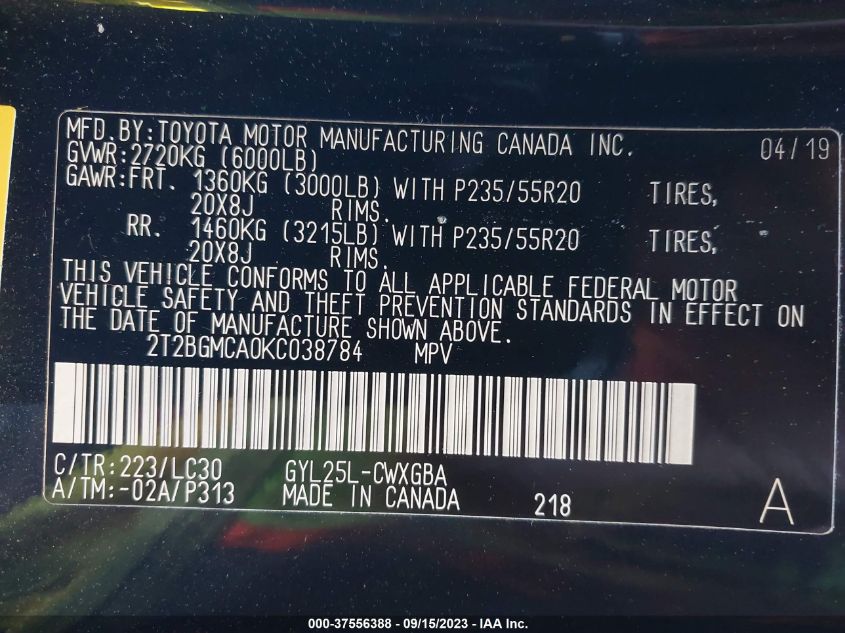 MFD. BY: TOYOTA MOTOR MANUFACTURING CANADA INC. 04/19
GVWR: 2720KG (6000LB)
GAWR: FRT. 1360KG (3000LB) WITH P235/55R20 TIRES,
20X8J RIMS.
RR. 1460KG (3215LB) WITH P235/55R20 TIRES,
20X8J RIMS.
THIS VEHICLE CONFORMS TO ALL APPLICABLE FEDERAL MOTOR
VEHICLE SAFETY AND THEFT PREVENTION STANDARDS IN EFFECT ON
THE DATE OF MANUFACTURE SHOWN ABOVE.
2T2BGMCA0KC038784 MPV
C/TR: 223/LC30 GYL25L-CWXGBA
A/TM: -02A/P313 MADE IN CANADA 218 A
000-37556388 - 09/15/2023 - IAA Inc.